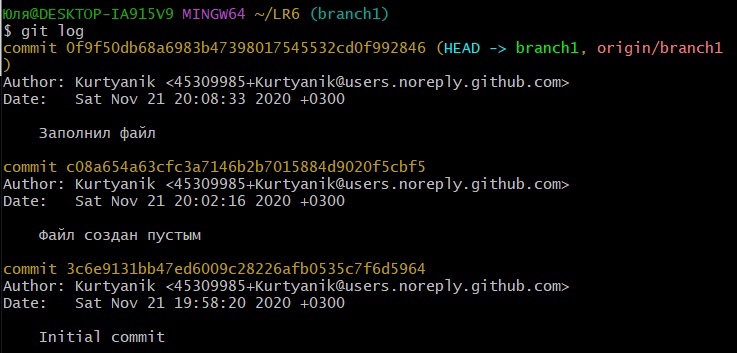 Юля@DESKTOP-IA915V9 MINGW64 ~/LR6 (branch1)
$ git log
commit 0f9f50db68a6983b47398017545532cd0f992846 (HEAD -> branch1, origin/branch1
)
Author: Kurtyanik <45309985+Kurtyanik@users.noreply.github.com>
Date:   Sat Nov 21 20:08:33 2020 +0300
    Заполнил файл
commit c08a654a63cfc3a7146b2b7015884d9020f5cbf5
Author: Kurtyanik <45309985+Kurtyanik@users.noreply.github.com>
Date:   Sat Nov 21 20:02:16 2020 +0300
    Файл создан пустым
commit 3c6e9131bb47ed6009c28226afb0535c7f6d5964
Author: Kurtyanik <45309985+Kurtyanik@users.noreply.github.com>
Date:   Sat Nov 21 19:58:20 2020 +0300
    Initial commit